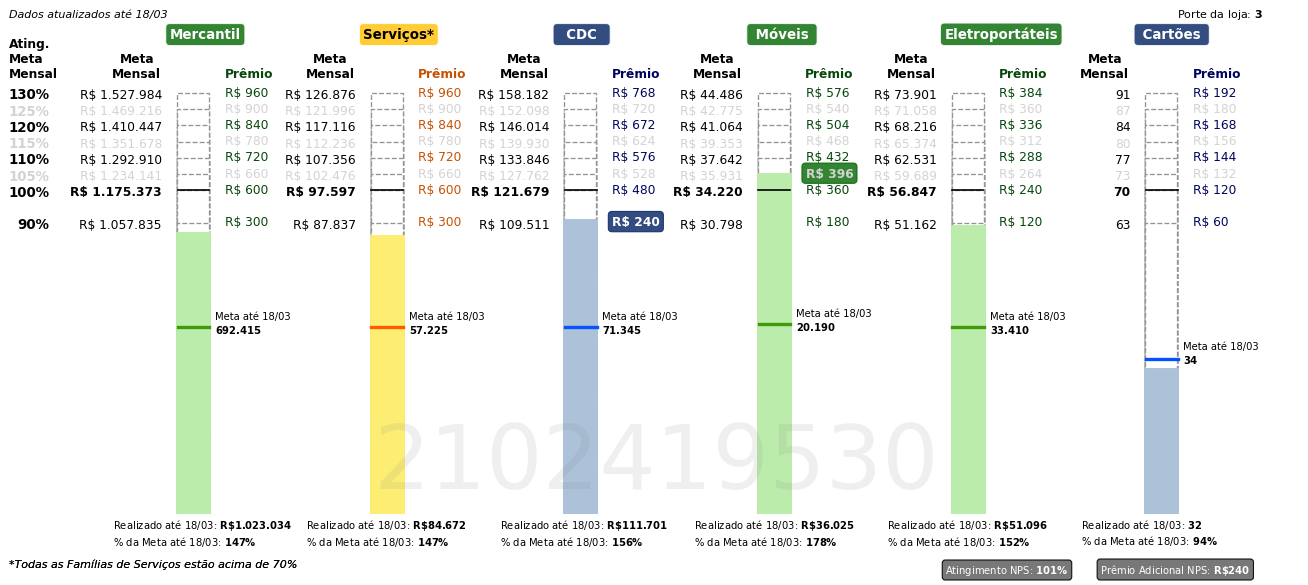 Dados atualizados até 18/03
Porte da loja: 3
Mercantil Serviços* CDC Móveis Eletroportáteis Cartões
Ating. Meta Mensal
Meta Mensal Prêmio Meta Mensal Prêmio Meta Mensal Prêmio Meta Mensal Prêmio Meta Mensal Prêmio Meta Mensal Prêmio
130% R$ 1.527.984 R$ 960 R$ 126.876 R$ 960 R$ 158.182 R$ 768 R$ 44.486 R$ 576 R$ 73.901 R$ 384 91 R$ 192
125% R$ 1.469.216 R$ 900 R$ 121.996 R$ 900 R$ 152.098 R$ 720 R$ 42.775 R$ 540 R$ 71.058 R$ 360 87 R$ 180
120% R$ 1.410.447 R$ 840 R$ 117.116 R$ 840 R$ 146.014 R$ 672 R$ 41.064 R$ 504 R$ 68.216 R$ 336 84 R$ 168
115% R$ 1.351.678 R$ 780 R$ 112.236 R$ 780 R$ 139.930 R$ 624 R$ 39.353 R$ 468 R$ 65.374 R$ 312 80 R$ 156
110% R$ 1.292.910 R$ 720 R$ 107.356 R$ 720 R$ 133.846 R$ 576 R$ 37.642 R$ 432 R$ 62.531 R$ 288 77 R$ 144
105% R$ 1.234.141 R$ 660 R$ 102.476 R$ 660 R$ 127.762 R$ 528 R$ 35.931 R$ 396 R$ 59.689 R$ 264 73 R$ 132
100% R$ 1.175.373 R$ 600 R$ 97.597 R$ 600 R$ 121.679 R$ 480 R$ 34.220 R$ 360 R$ 56.847 R$ 240 70 R$ 120
90% R$ 1.057.835 R$ 300 R$ 87.837 R$ 300 R$ 109.511 R$ 240 R$ 30.798 R$ 180 R$ 51.162 R$ 120 63 R$ 60
Meta até 18/03 Meta até 18/03 Meta até 18/03 Meta até 18/03 Meta até 18/03 Meta até 18/03
692.415 57.225 71.345 20.190 33.410 34
2102419530
Realizado até 18/03: R$1.023.034 Realizado até 18/03: R$84.672 Realizado até 18/03: R$111.701 Realizado até 18/03: R$36.025 Realizado até 18/03: R$51.096 Realizado até 18/03: 32
% da Meta até 18/03: 147% % da Meta até 18/03: 147% % da Meta até 18/03: 156% % da Meta até 18/03: 178% % da Meta até 18/03: 152% % da Meta até 18/03: 94%
*Todas as Famílias de Serviços estão acima de 70%
Atingimento NPS: 101% Prêmio Adicional NPS: R$240